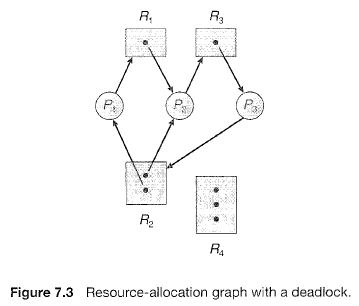 R1 R3
P1 P2 P3
R2
R4
Figure 7.3 Resource-allocation graph with a deadlock.